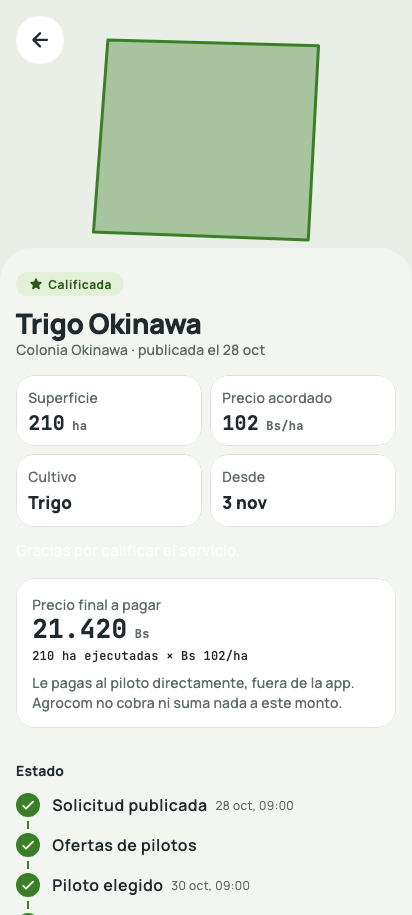 Calificada
Trigo Okinawa
Colonia Okinawa · publicada el 28 oct
Superficie
210 ha
Precio acordado
102 Bs/ha
Cultivo
Trigo
Desde
3 nov
Gracias por calificar el servicio.
Precio final a pagar
21.420 Bs
210 ha ejecutadas × Bs 102/ha
Le pagas al piloto directamente, fuera de la app.
Agrocom no cobra ni suma nada a este monto.
Estado
Solicitud publicada 28 oct, 09:00
Ofertas de pilotos
Piloto elegido 30 oct, 09:00